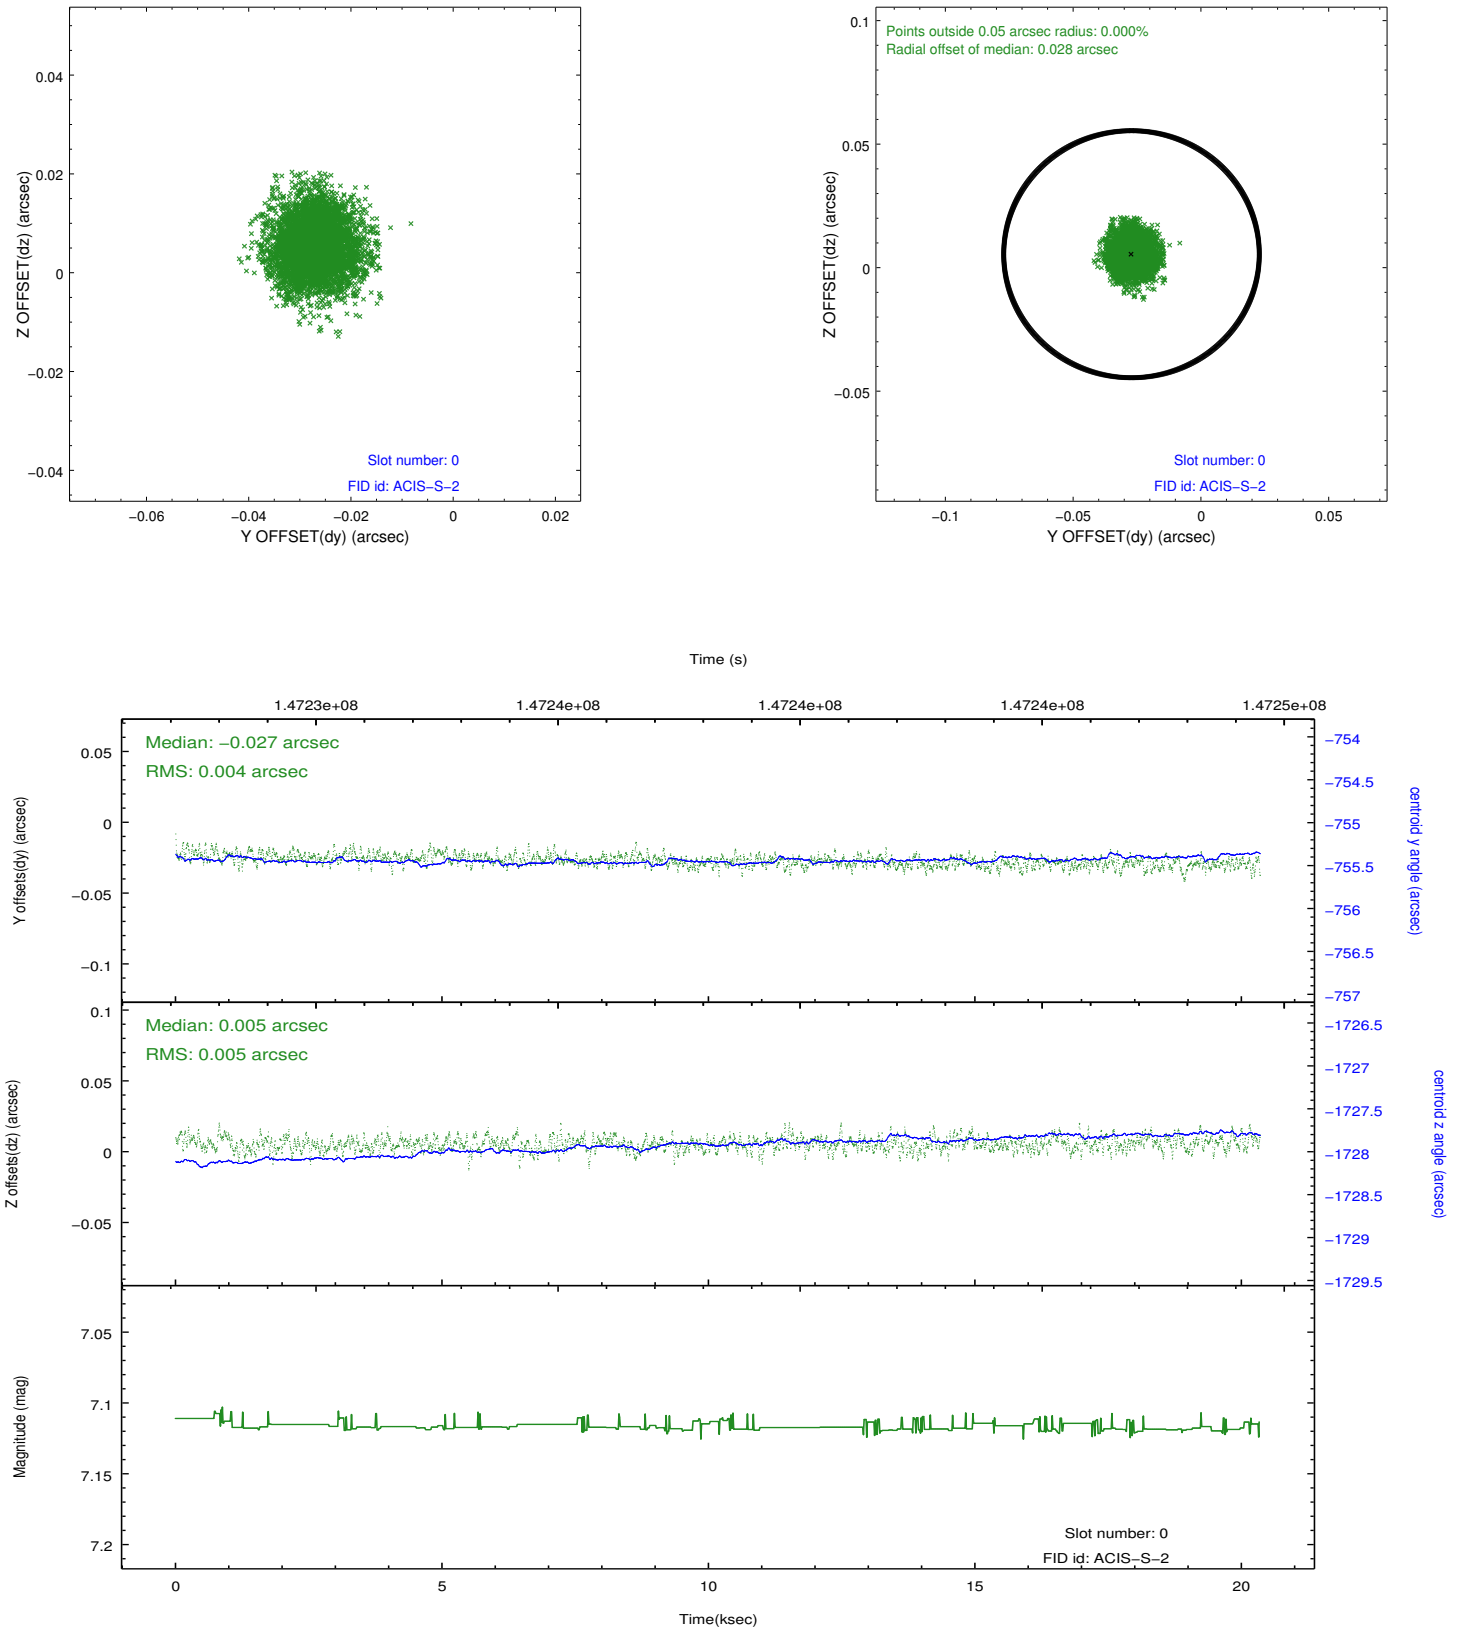 0.04
0.02
0
−0.02
−0.04
Z OFFSET(dz) (arcsec)
Slot number: 0
FID id: ACIS−S−2
−0.06
−0.04
−0.02
0
0.02
Y OFFSET(dy) (arcsec)
Points outside 0.05 arcsec radius: 0.000%
Radial offset of median: 0.028 arcsec
0.1
0.05
0
−0.05
Z OFFSET(dz) (arcsec)
Slot number: 0
FID id: ACIS−S−2
−0.1
−0.05
0
0.05
Y OFFSET(dy) (arcsec)
Time (s)
1.4723e+08
1.4724e+08
1.4724e+08
1.4724e+08
1.4725e+08
Median: −0.027 arcsec
RMS: 0.004 arcsec
0.05
0
−0.05
−0.1
Y offsets(dy) (arcsec)
−754
−754.5
−755
−755.5
−756
−756.5
−757
centroid y angle (arcsec)
Median: 0.005 arcsec
RMS: 0.005 arcsec
0.1
0.05
0
−0.05
Z offsets(dz) (arcsec)
−1726.5
−1727
−1727.5
−1728
−1728.5
−1729
−1729.5
centroid z angle (arcsec)
7.05
7.1
7.15
7.2
Magnitude (mag)
Slot number: 0
FID id: ACIS−S−2
0
5
10
15
20
Time(ksec)